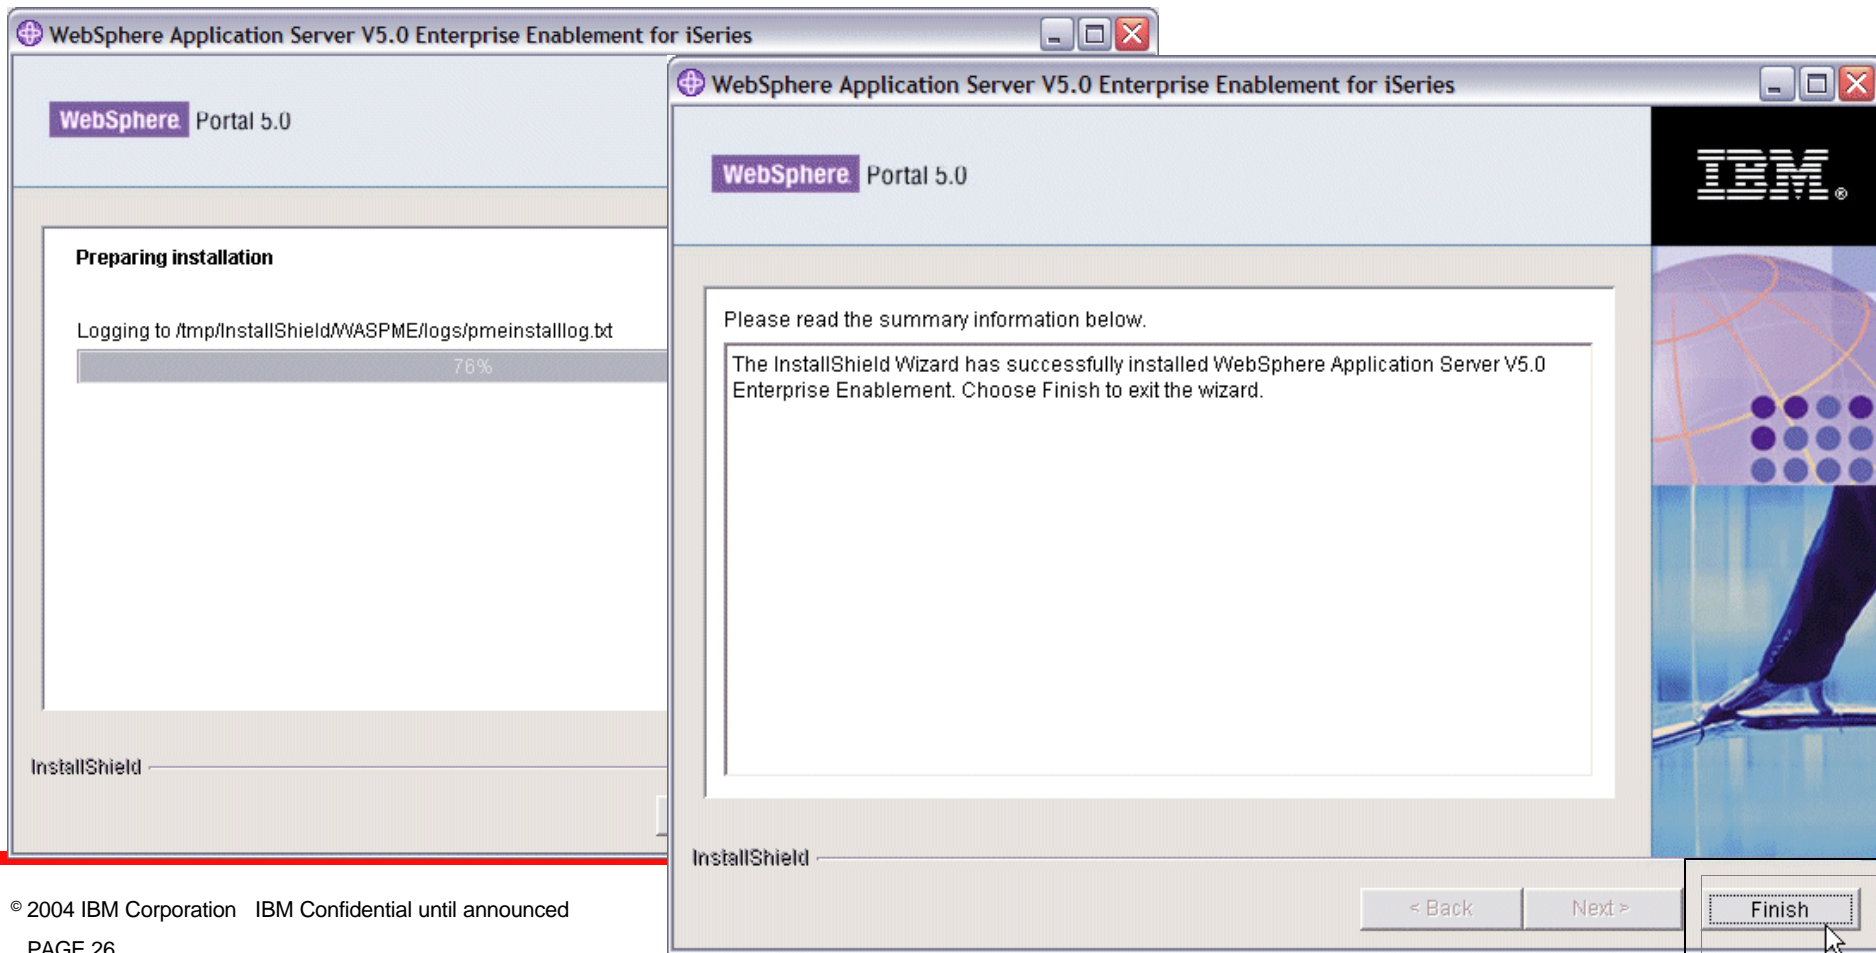 WebSphere Application Server V5.0 Enterprise Enablement for iSeries
WebSphere Portal 5.0
Preparing installation
Logging to /tmp/InstallShield/WASPME/logs/pmeinstalllog.txt
76%
InstallShield
WebSphere Application Server V5.0 Enterprise Enablement for iSeries
WebSphere Portal 5.0
IBM®
Please read the summary information below.
The InstallShield Wizard has successfully installed WebSphere Application Server V5.0
Enterprise Enablement. Choose Finish to exit the wizard.
InstallShield
< Back Next > Finish
© 2004 IBM Corporation IBM Confidential until announced
PAGE 26